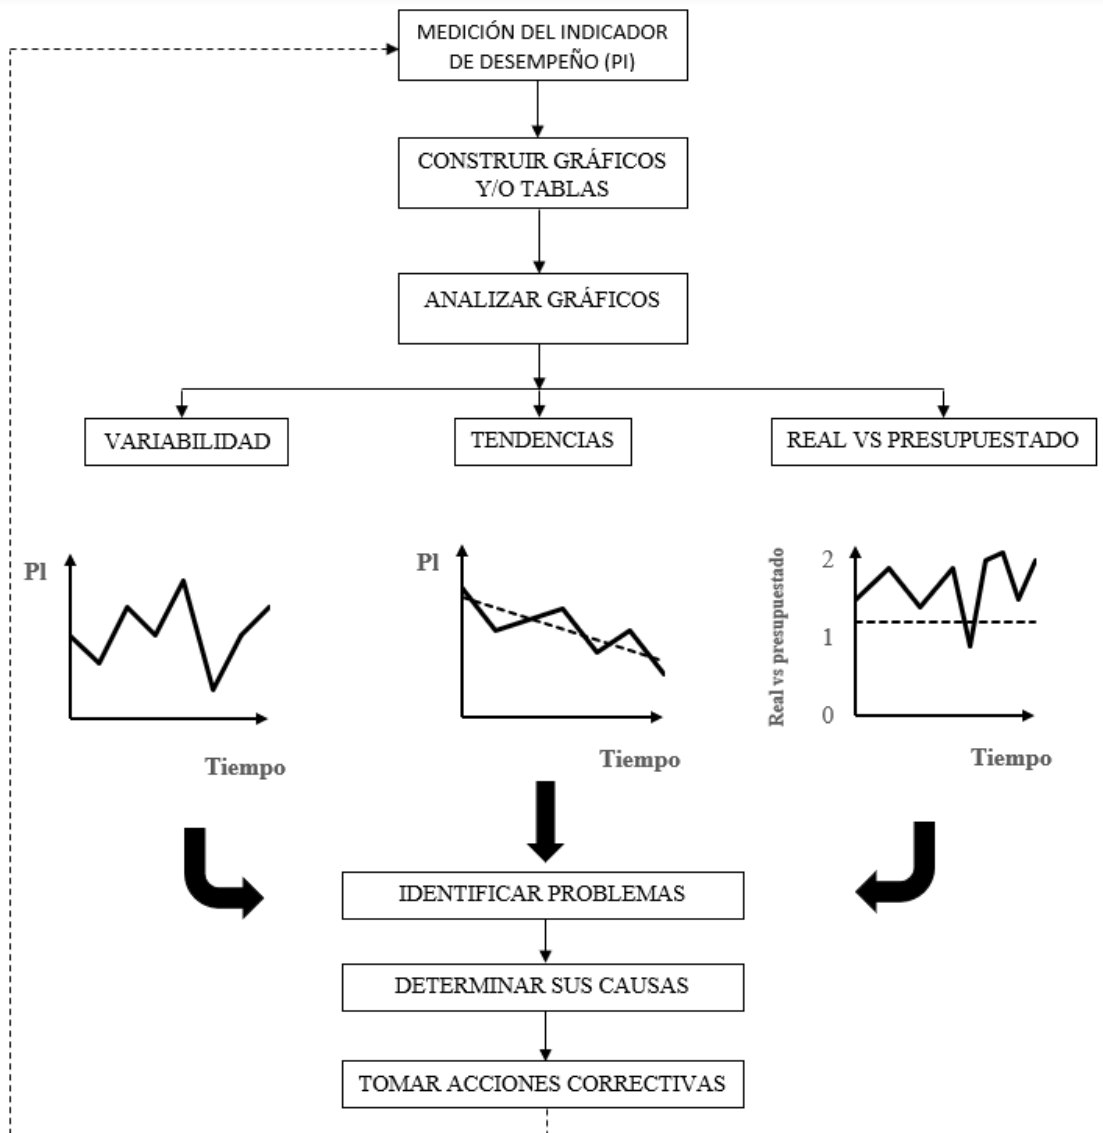 MEDICIÓN DEL INDICADOR
DE DESEMPEÑO (PI)
CONSTRUIR GRÁFICOS
Y/O TABLAS
ANALIZAR GRÁFICOS
VARIABILIDAD
TENDENCIAS
REAL VS PRESUPUESTADO
Pl
Tiempo
Pl
Tiempo
Real vs presupuestado
2
1
0
Tiempo
IDENTIFICAR PROBLEMAS
DETERMINAR SUS CAUSAS
TOMAR ACCIONES CORRECTIVAS